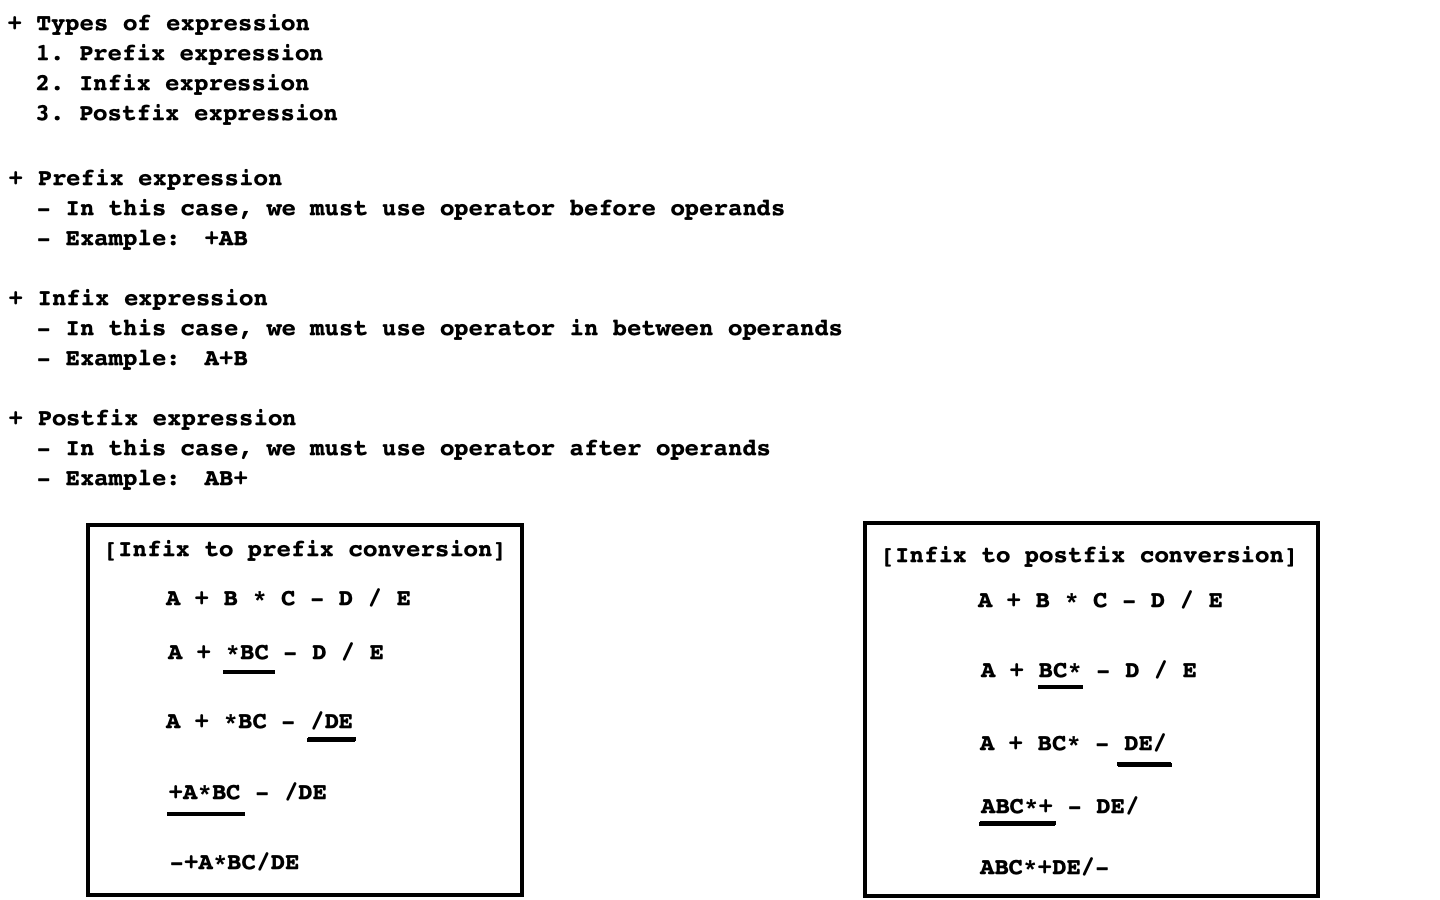 + Types of expression
1. Prefix expression
2. Infix expression
3. Postfix expression
+ Prefix expression
- In this case, we must use operator before operands
- Example: +AB
+ Infix expression
- In this case, we must use operator in between operands
- Example: A+B
+ Postfix expression
- In this case, we must use operator after operands
- Example: AB+
[Infix to prefix conversion]
A + B * C - D / E
A + *BC - D / E
A + *BC - /DE
+A*BC - /DE
-+A*BC/DE
[Infix to postfix conversion]
A + B * C - D / E
A + BC* - D / E
A + BC* - DE/
ABC*+ - DE/
ABC*+DE/-